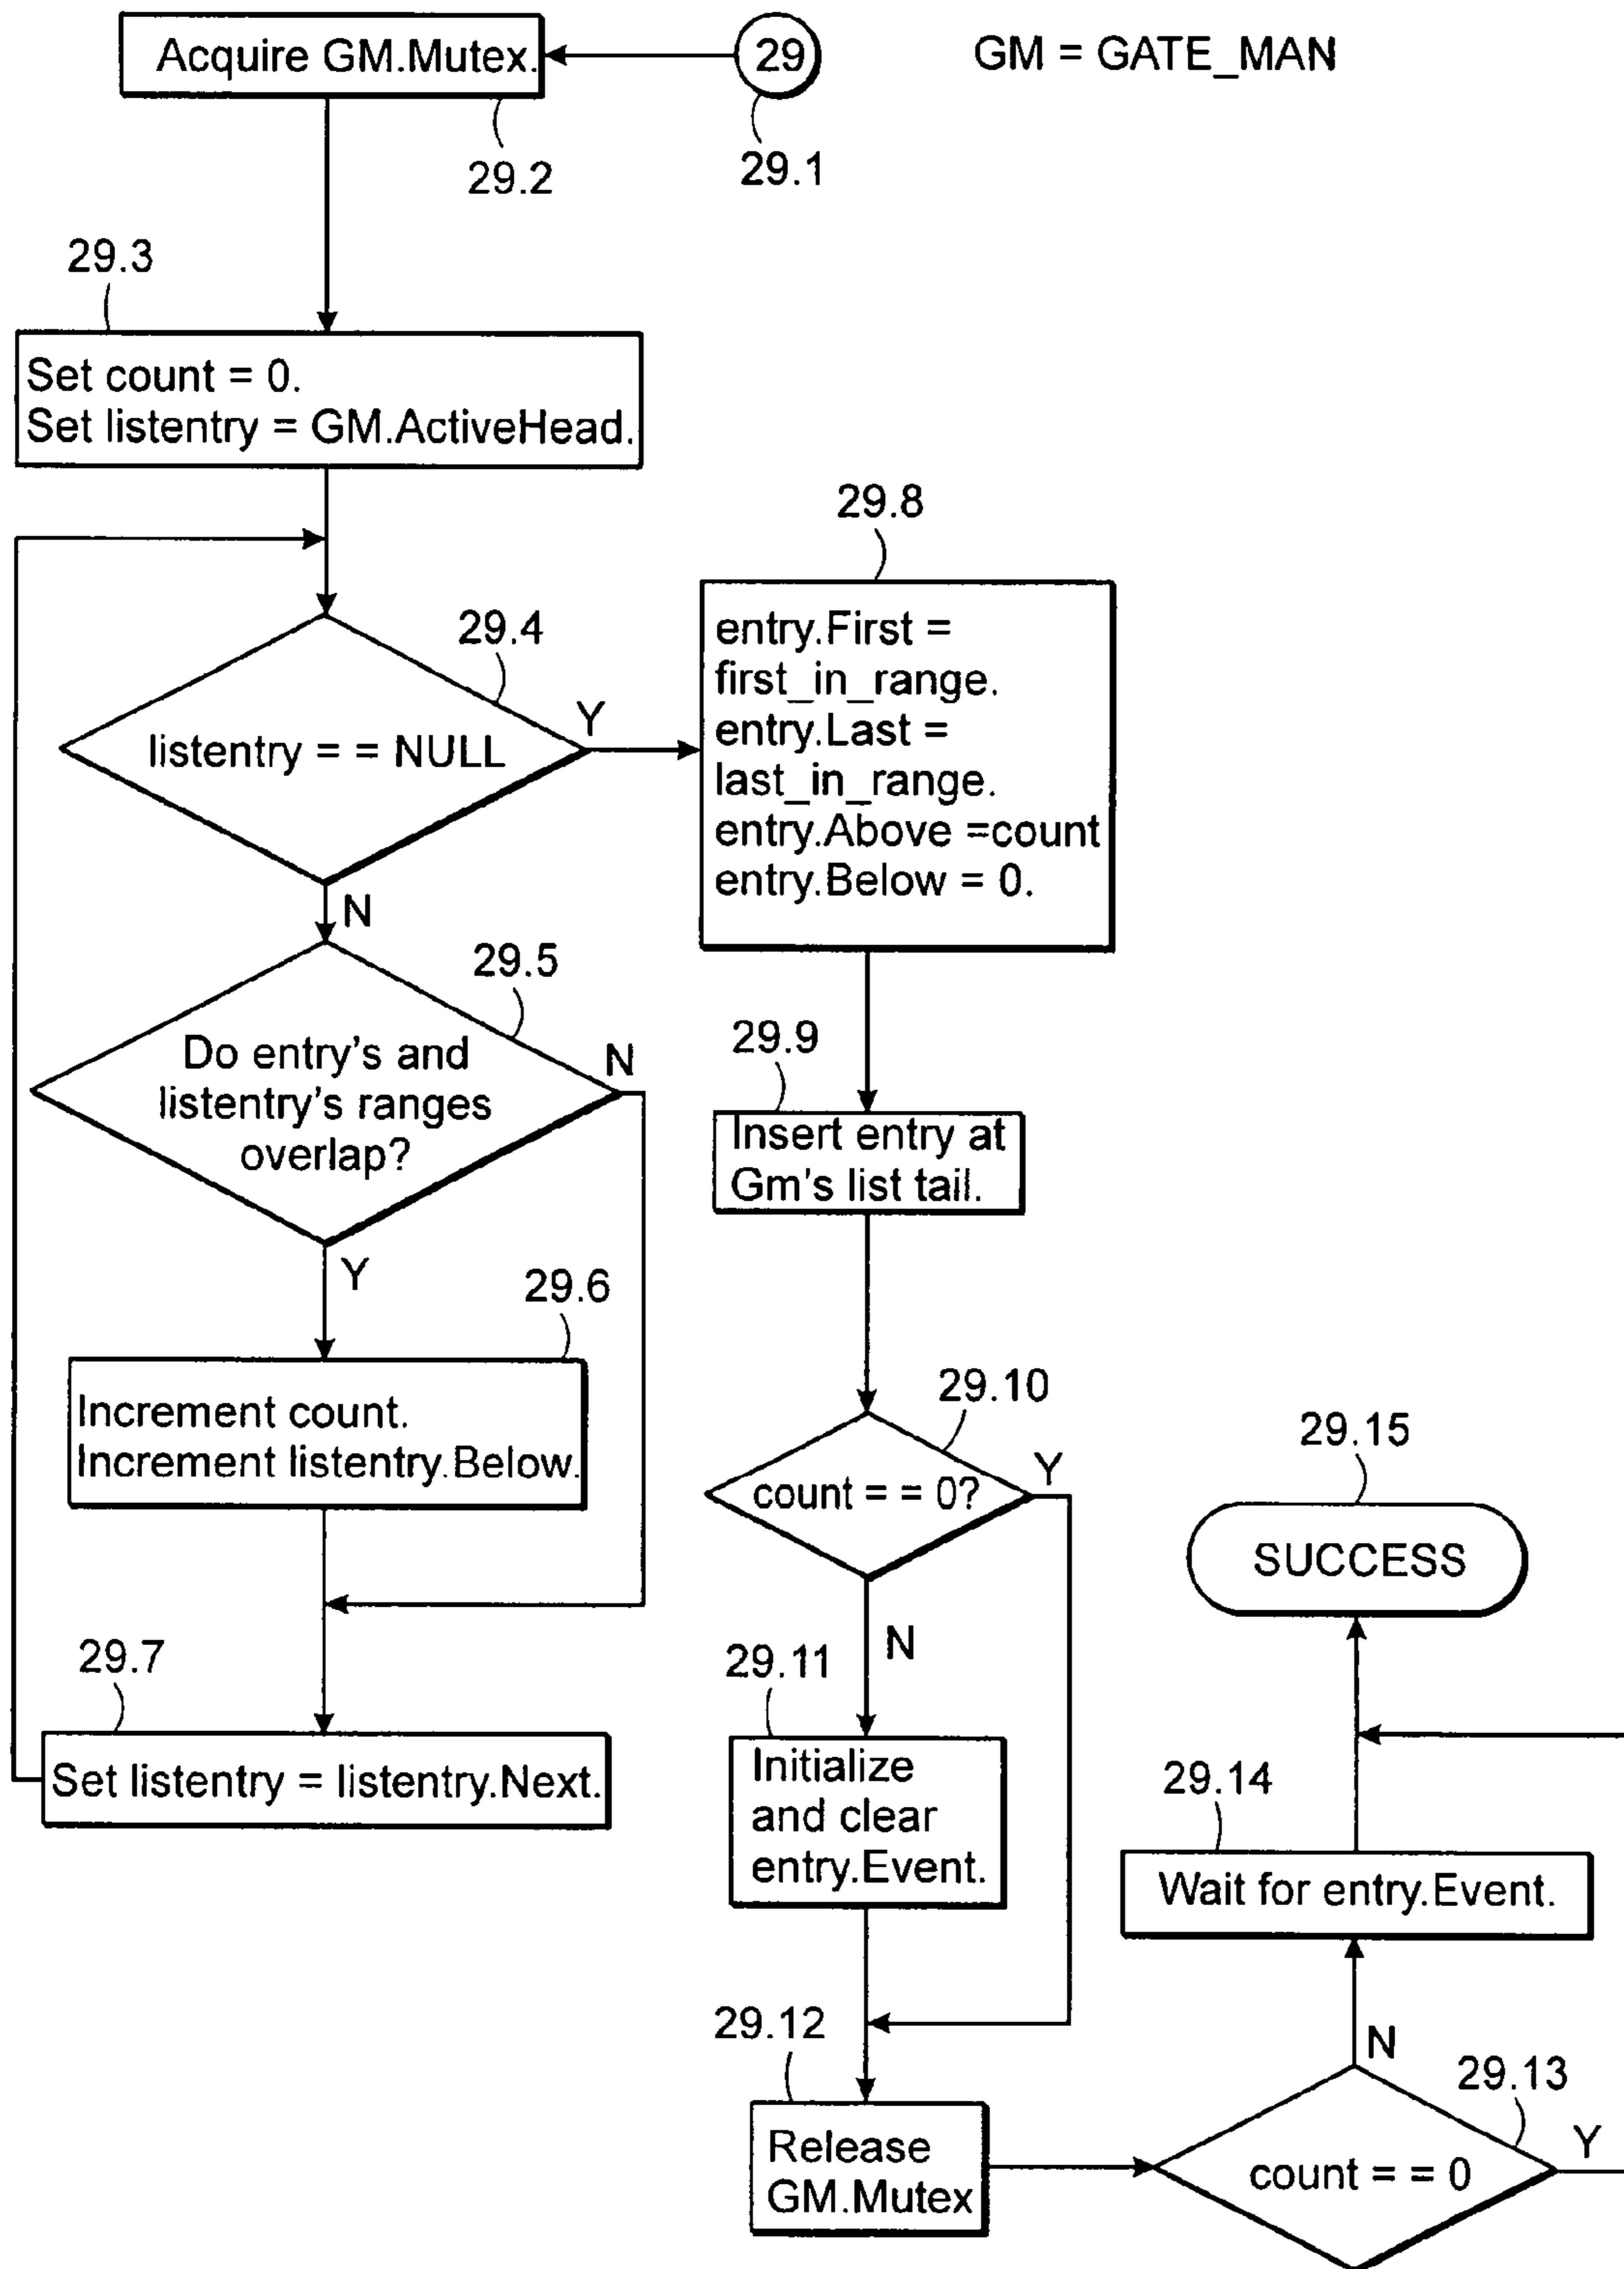 Acquire GM.Mutex.
29
GM = GATE_MAN
29.2
29.1
29.3
Set count = 0.
Set listentry = GM.ActiveHead.
29.4
listentry = = NULL
Y
N
29.5
Do entry's and
listentry's ranges
overlap?
N
Y
29.6
Increment count.
Increment listentry.Below.
29.7
Set listentry = listentry.Next.
29.8
entry.First =
first_in_range.
entry.Last =
last_in_range.
entry.Above =count
entry.Below = 0.
29.9
Insert entry at
Gm's list tail.
29.10
count = = 0?
Y
N
29.11
Initialize
and clear
entry.Event.
29.12
Release
GM.Mutex
29.13
count = = 0
Y
N
29.14
Wait for entry.Event.
29.15
SUCCESS